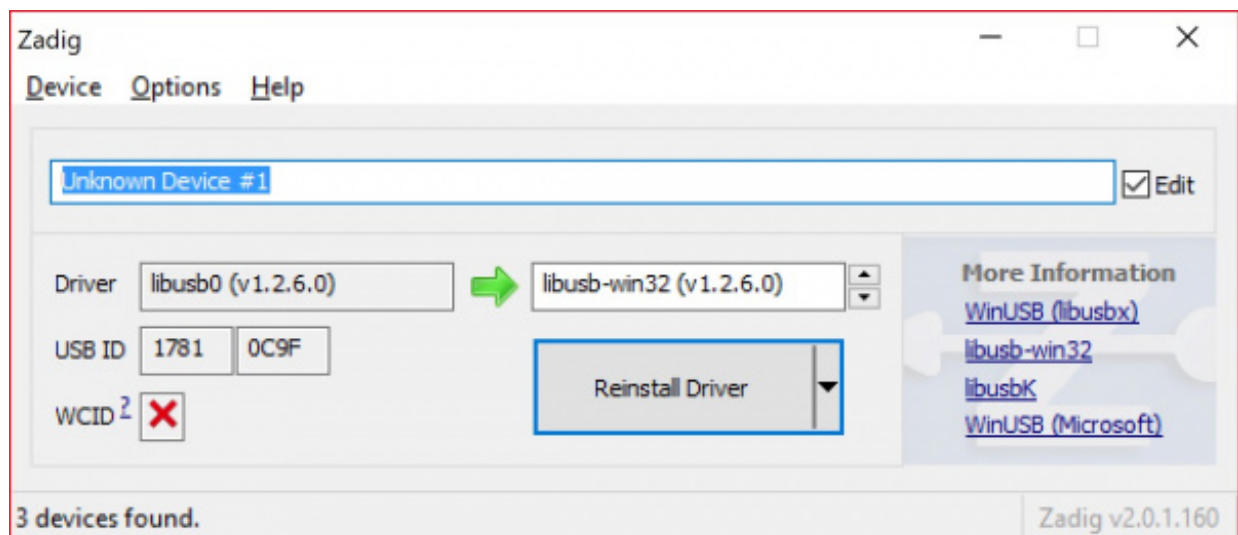 Zadig
Device Options Help
Unknown Device #1
Edit
Driver libusb0 (v1.2.6.0) libusb-win32 (v1.2.6.0)
USB ID 1781 0C9F
WCID ?
Reinstall Driver
More Information
WinUSB (libusbx)
libusb-win32
libusbK
WinUSB (Microsoft)
3 devices found.
Zadig v2.0.1.160